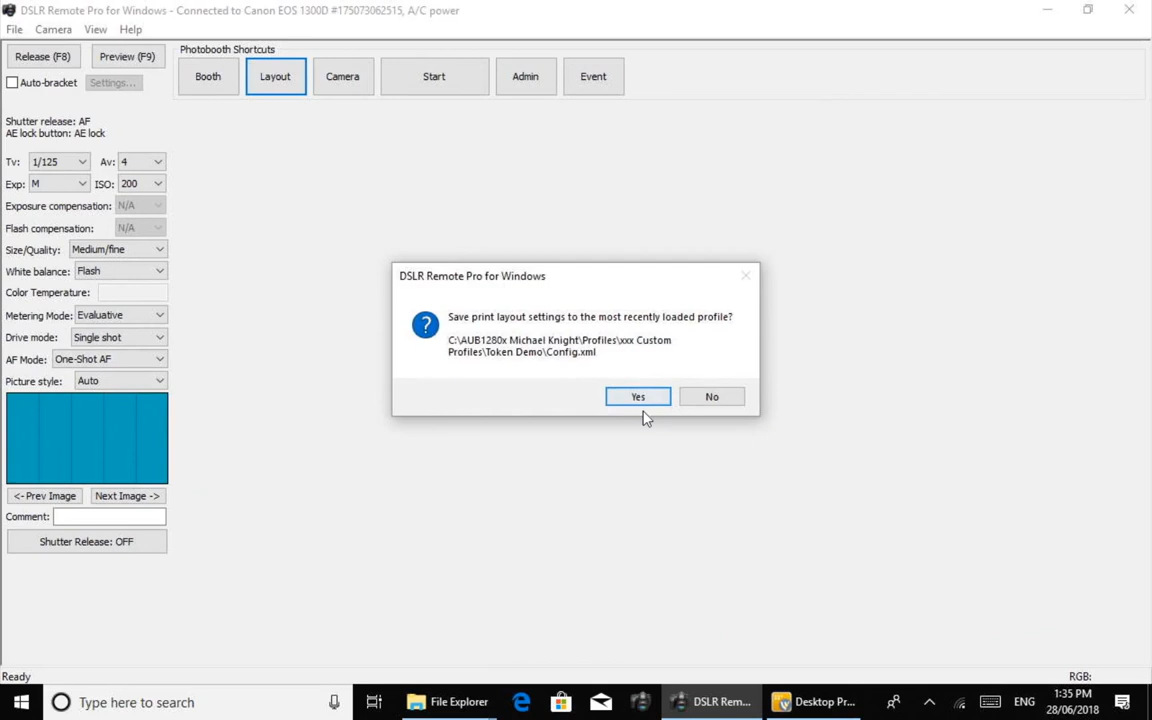 DSLR Remote Pro for Windows - Connected to Canon EOS 1300D #175073062515, A/C power
File Camera View Help
Release (F8) Preview (F9)
Auto-bracket Settings...
Photobooth Shortcuts
Booth Layout Camera Start Admin Event
Shutter release: AF
AE lock button: AE lock
Tv: 1/125 Av: 4
Exp: M ISO: 200
Exposure compensation: N/A
Flash compensation: N/A
Size/Quality: Medium/fine
White balance: Flash
Color Temperature:
Metering Mode: Evaluative
Drive mode: Single shot
AF Mode: One-Shot AF
Picture style: Auto
<- Prev Image Next Image ->
Comment:
Shutter Release: OFF
DSLR Remote Pro for Windows
Save print layout settings to the most recently loaded profile?
C:\AUB1280x Michael Knight\Profiles\xxx Custom
Profiles\Token Demo\Config.xml
Yes No
Ready RGB:
Type here to search File Explorer DSLR Rem... Desktop Pr... ENG
1:35 PM
28/06/2018